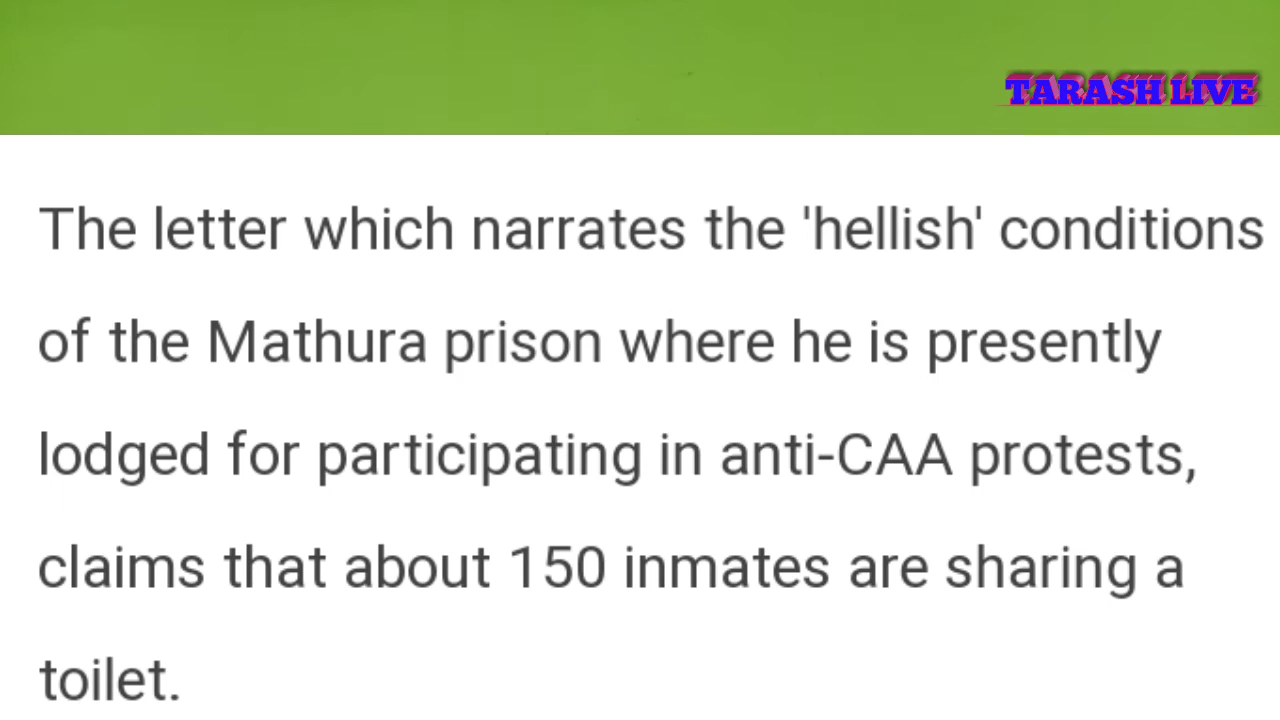 TARASH LIVE
The letter which narrates the 'hellish' conditions
of the Mathura prison where he is presently
lodged for participating in anti-CAA protests,
claims that about 150 inmates are sharing a
toilet.